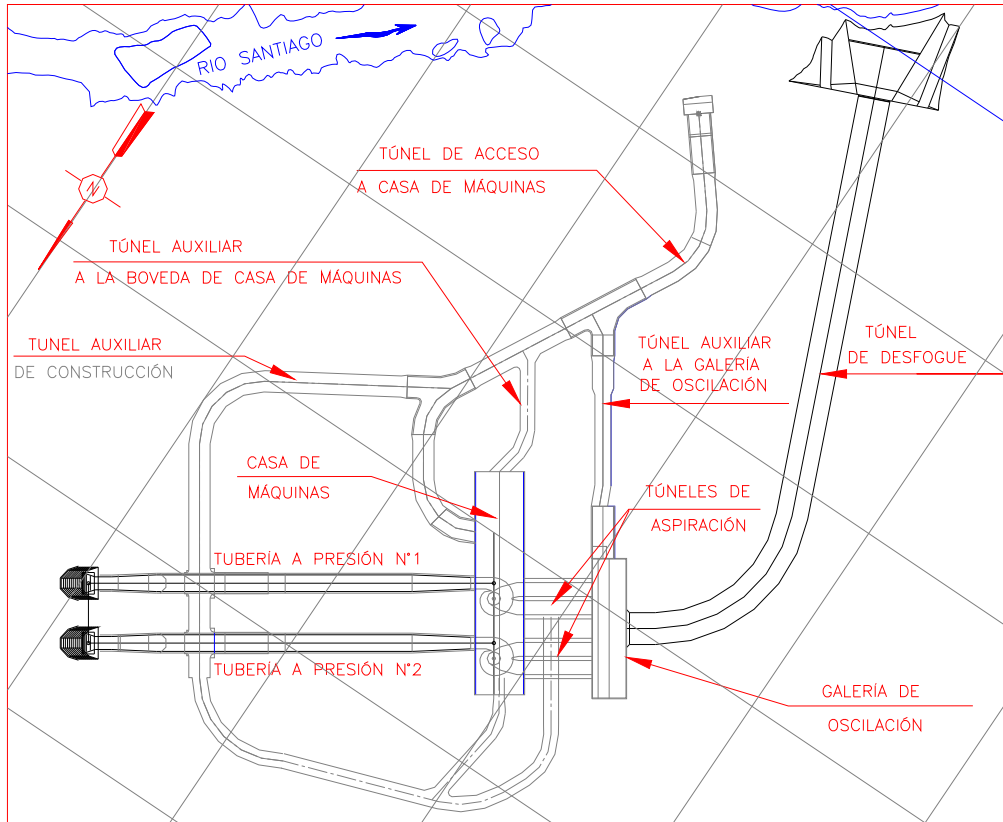 RIO SANTIAGO
TÚNEL DE ACCESO
A CASA DE MÁQUINAS
N
TÚNEL AUXILIAR
A LA BOVEDA DE CASA DE MÁQUINAS
TUNEL AUXILIAR
DE CONSTRUCCIÓN
TÚNEL AUXILIAR
A LA GALERÍA
DE OSCILACIÓN
TÚNEL
DE DESFOGUE
CASA DE
MÁQUINAS
TÚNELES DE
ASPIRACIÓN
TUBERÍA A PRESIÓN N°1
TUBERÍA A PRESIÓN N°2
GALERÍA DE
OSCILACIÓN